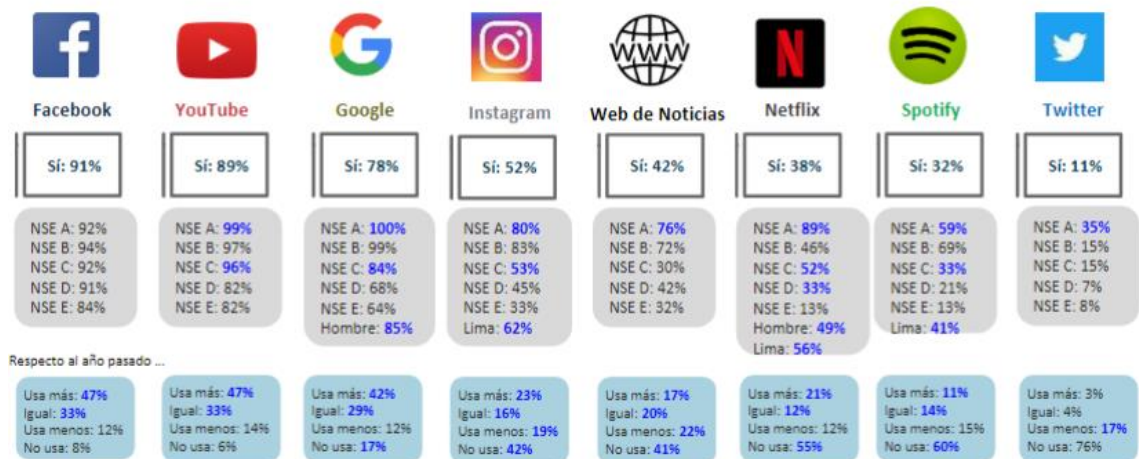 WWW
Facebook
YouTube
Google
Instagram
Web de Noticias
Netflix
Spotify
Twitter
Sí: 91%
Sí: 89%
Sí: 78%
Sí: 52%
Sí: 42%
Sí: 38%
Sí: 32%
Sí: 11%
NSE A: 92%
NSE B: 94%
NSE C: 92%
NSE D: 91%
NSE E: 84%
NSE A: 99%
NSE B: 97%
NSE C: 96%
NSE D: 82%
NSE E: 82%
NSE A: 100%
NSE B: 99%
NSE C: 84%
NSE D: 68%
NSE E: 64%
Hombre: 85%
NSE A: 80%
NSE B: 83%
NSE C: 53%
NSE D: 45%
NSE E: 33%
Lima: 62%
NSE A: 76%
NSE B: 72%
NSE C: 30%
NSE D: 42%
NSE E: 32%
NSE A: 89%
NSE B: 46%
NSE C: 52%
NSE D: 33%
NSE E: 13%
Hombre: 49%
Lima: 56%
NSE A: 59%
NSE B: 69%
NSE C: 33%
NSE D: 21%
NSE E: 13%
Lima: 41%
NSE A: 35%
NSE B: 15%
NSE C: 15%
NSE D: 7%
NSE E: 8%
Respecto al año pasado ...
Usa más: 47%
Igual: 33%
Usa menos: 12%
No usa: 8%
Usa más: 47%
Igual: 33%
Usa menos: 14%
No usa: 6%
Usa más: 42%
Igual: 29%
Usa menos: 12%
No usa: 17%
Usa más: 23%
Igual: 16%
Usa menos: 19%
No usa: 42%
Usa más: 17%
Igual: 20%
Usa menos: 22%
No usa: 41%
Usa más: 21%
Igual: 12%
Usa menos: 12%
No usa: 55%
Usa más: 11%
Igual: 14%
Usa menos: 15%
No usa: 60%
Usa más: 3%
Igual: 4%
Usa menos: 17%
No usa: 76%